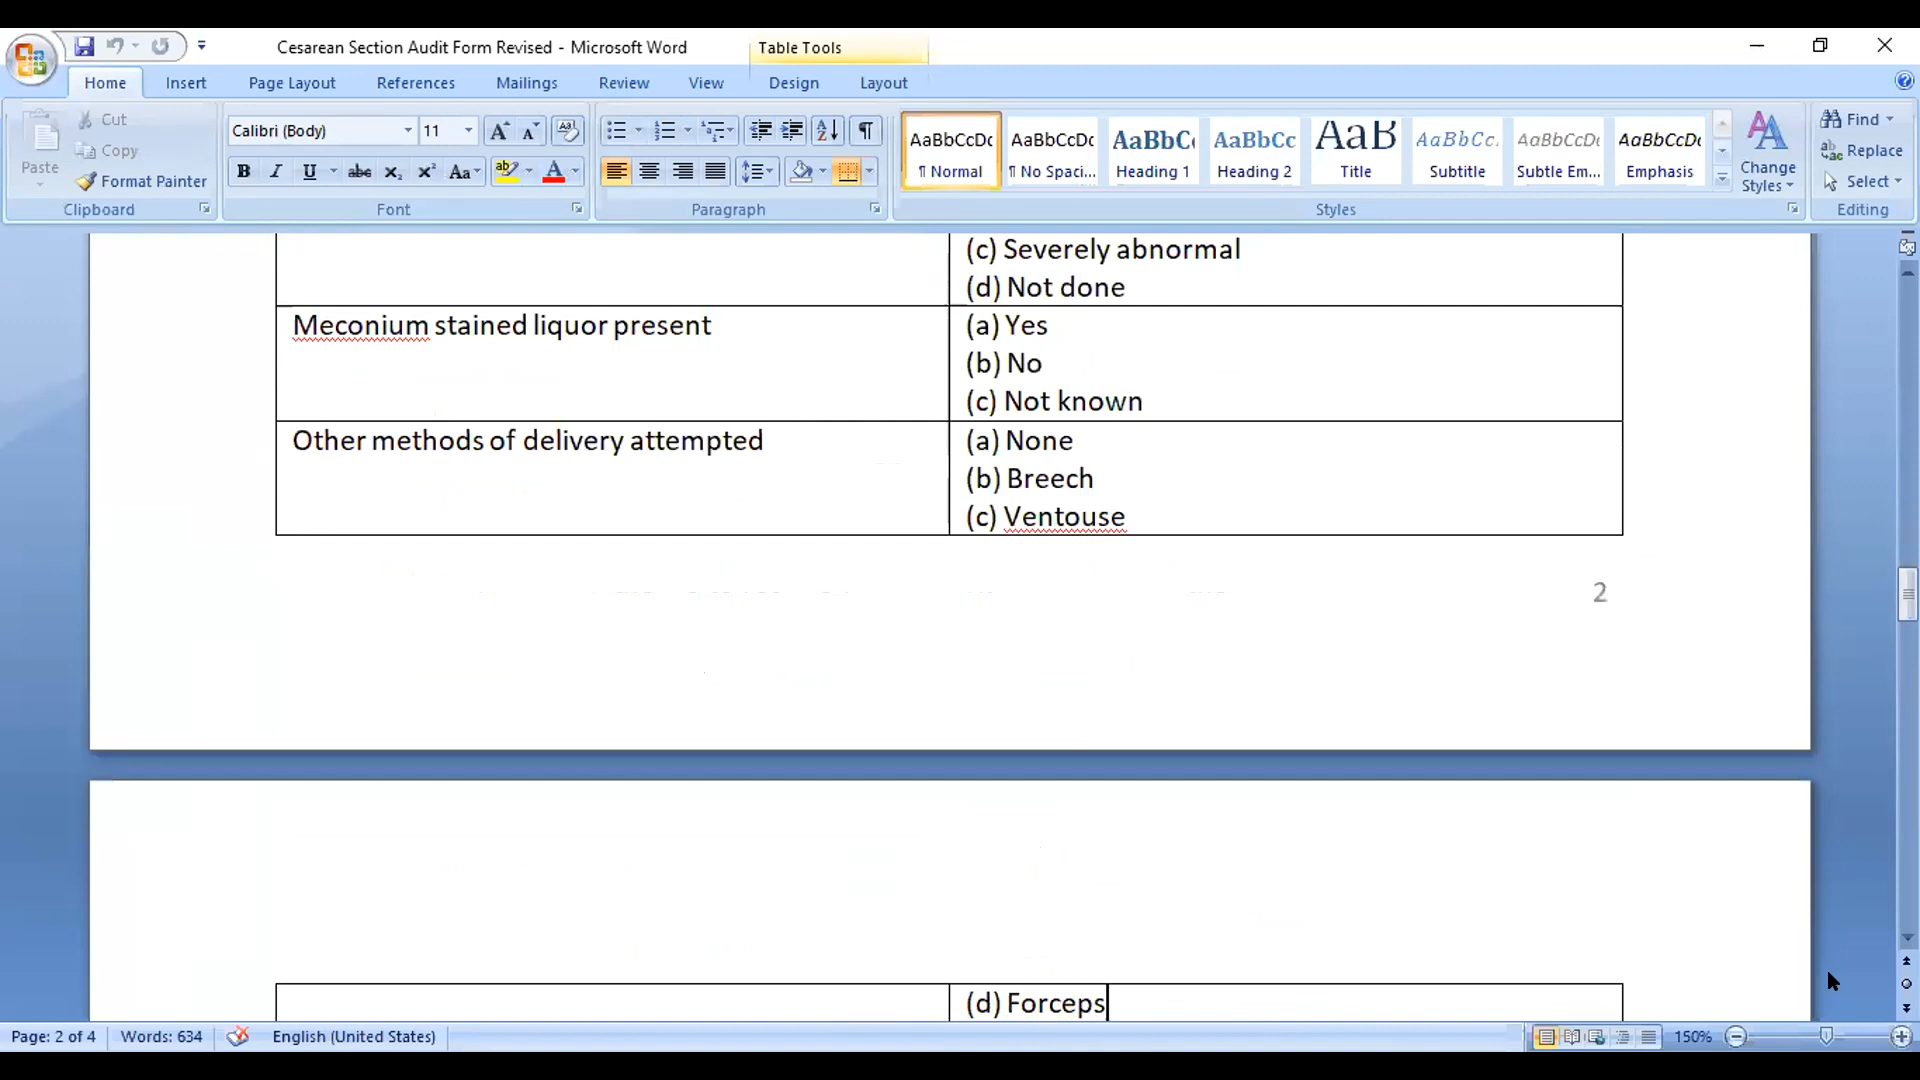 Cesarean Section Audit Form Revised - Microsoft Word
Table Tools
Home Insert Page Layout References Mailings Review View Design Layout
Paste
Cut
Copy
Format Painter
Clipboard
Calibri (Body) 11
B I U abc X₂ X² Aa
Font
Paragraph
AaBbCcDc AaBbCcDc AaBbC AaBbCc AaB AaBbCc. AaBbCcDc AaBbCcDc
¶ Normal ¶ No Spaci... Heading 1 Heading 2 Title Subtitle Subtle Em... Emphasis
Change
Styles
Styles
Find
Replace
Select
Editing
(c) Severely abnormal
(d) Not done
Meconium stained liquor present
(a) Yes
(b) No
(c) Not known
Other methods of delivery attempted
(a) None
(b) Breech
(c) Ventouse
2
(d) Forceps
Page: 2 of 4 Words: 634 English (United States) 150%